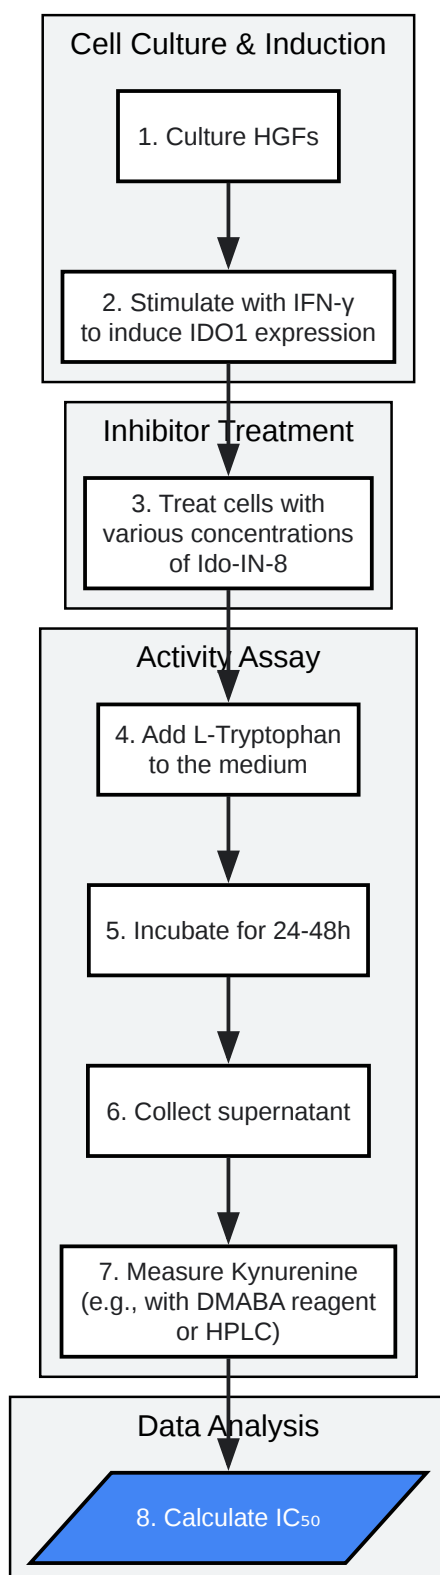 Cell Culture & Induction
1. Culture HGFs
2. Stimulate with IFN-γ
to induce IDO1 expression
Inhibitor Treatment
3. Treat cells with
various concentrations
of Ido-IN-8
Activity Assay
4. Add L-Tryptophan
to the medium
5. Incubate for 24-48h
6. Collect supernatant
7. Measure Kynurenine
(e.g., with DMABA reagent
or HPLC)
Data Analysis
8. Calculate IC₅₀